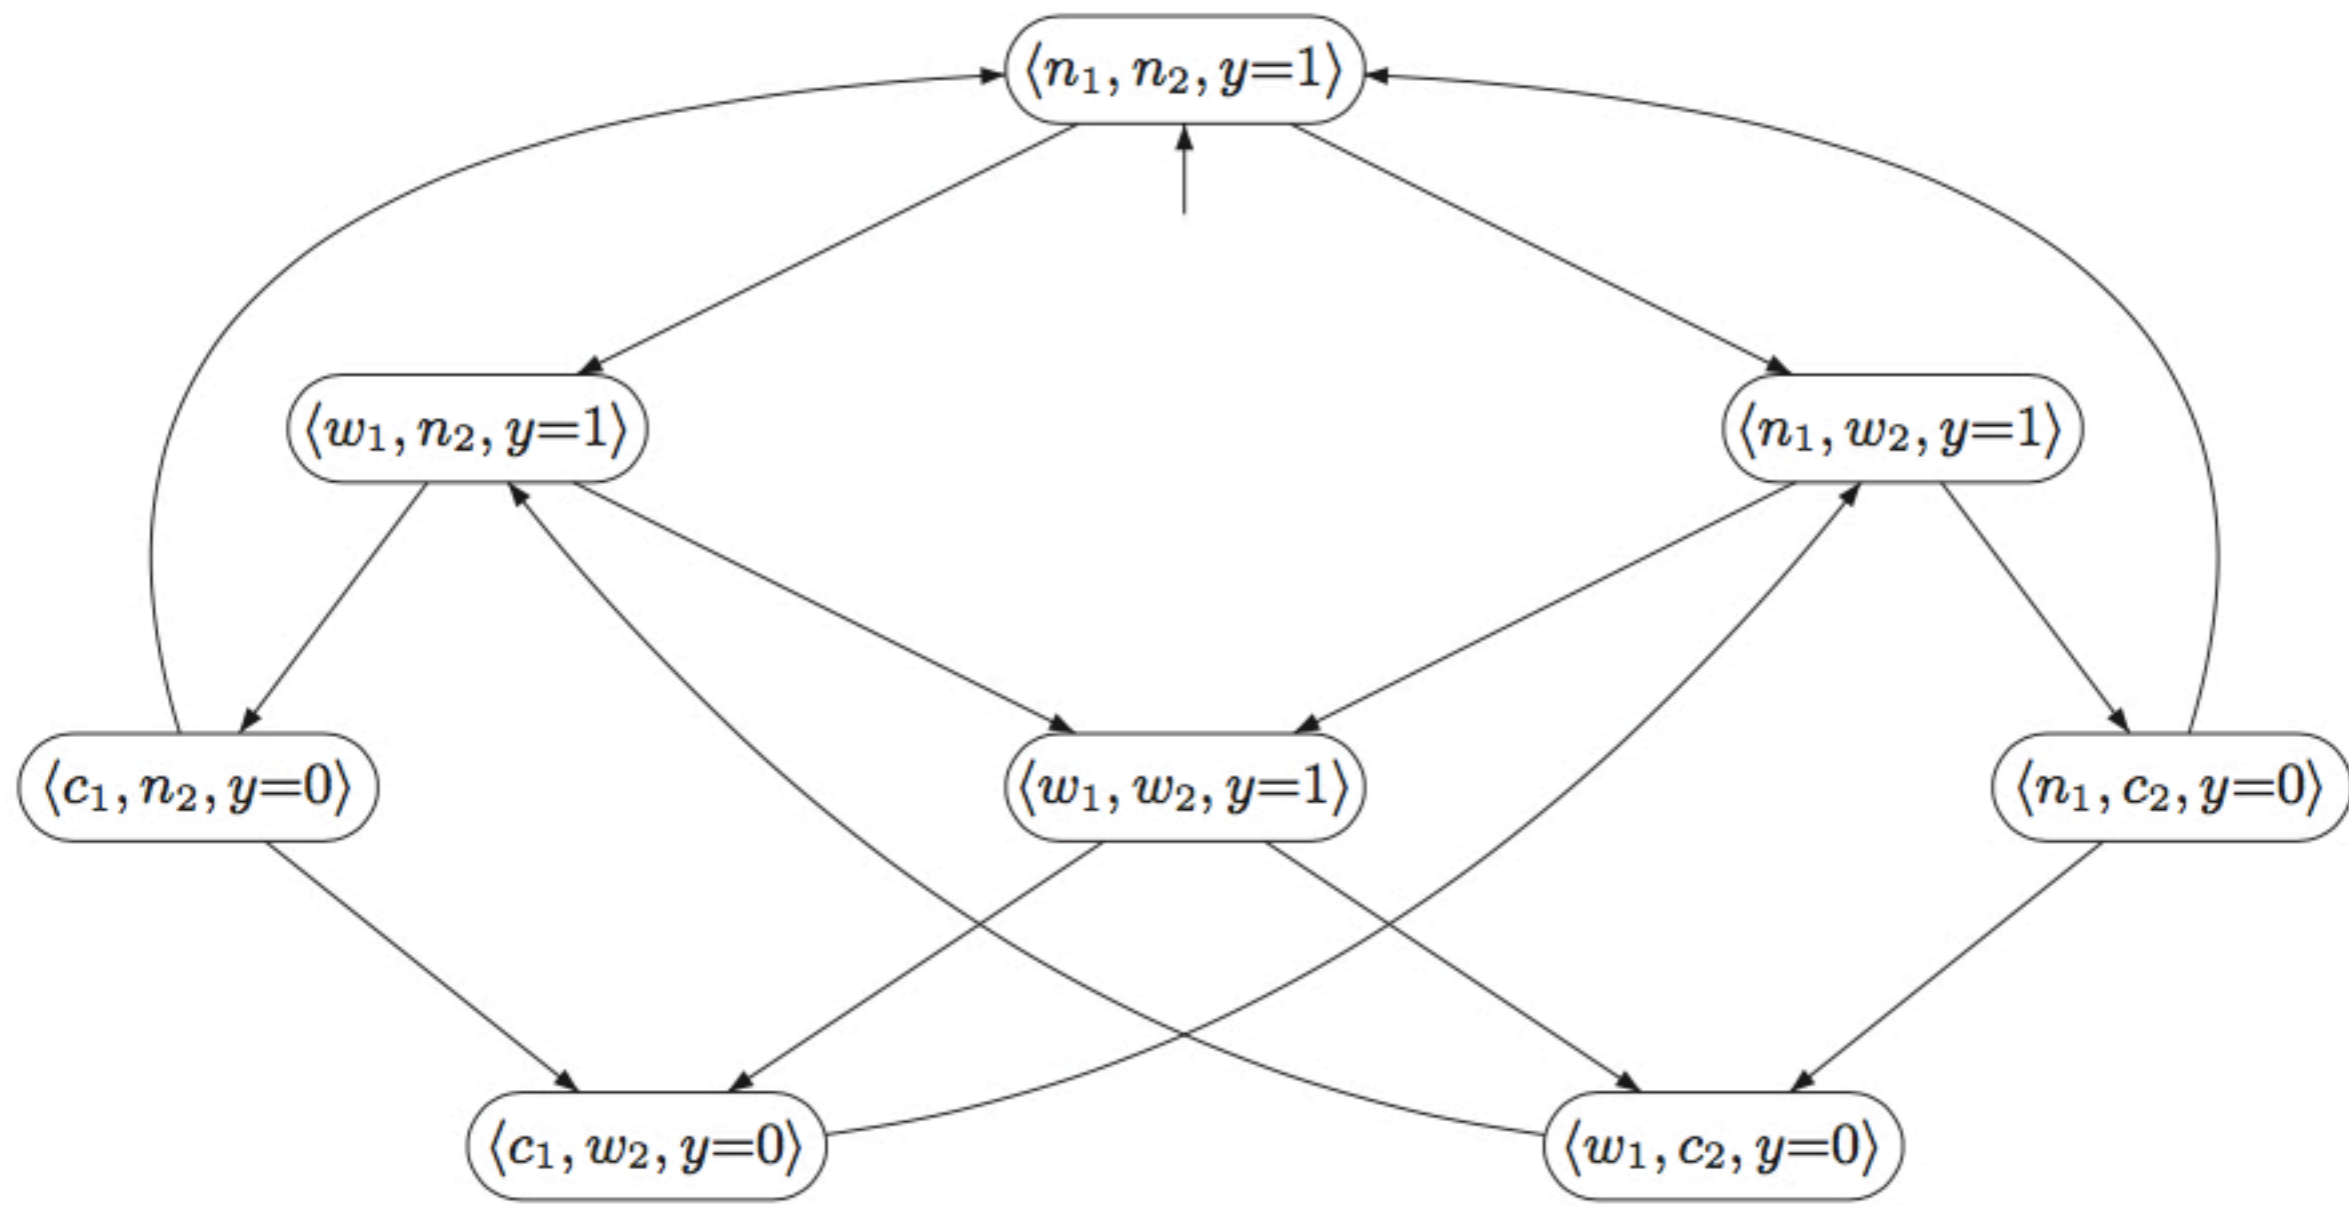 ⟨n₁, n₂, y=1⟩
⟨w₁, n₂, y=1⟩
⟨n₁, w₂, y=1⟩
⟨c₁, n₂, y=0⟩
⟨w₁, w₂, y=1⟩
⟨n₁, c₂, y=0⟩
⟨c₁, w₂, y=0⟩
⟨w₁, c₂, y=0⟩